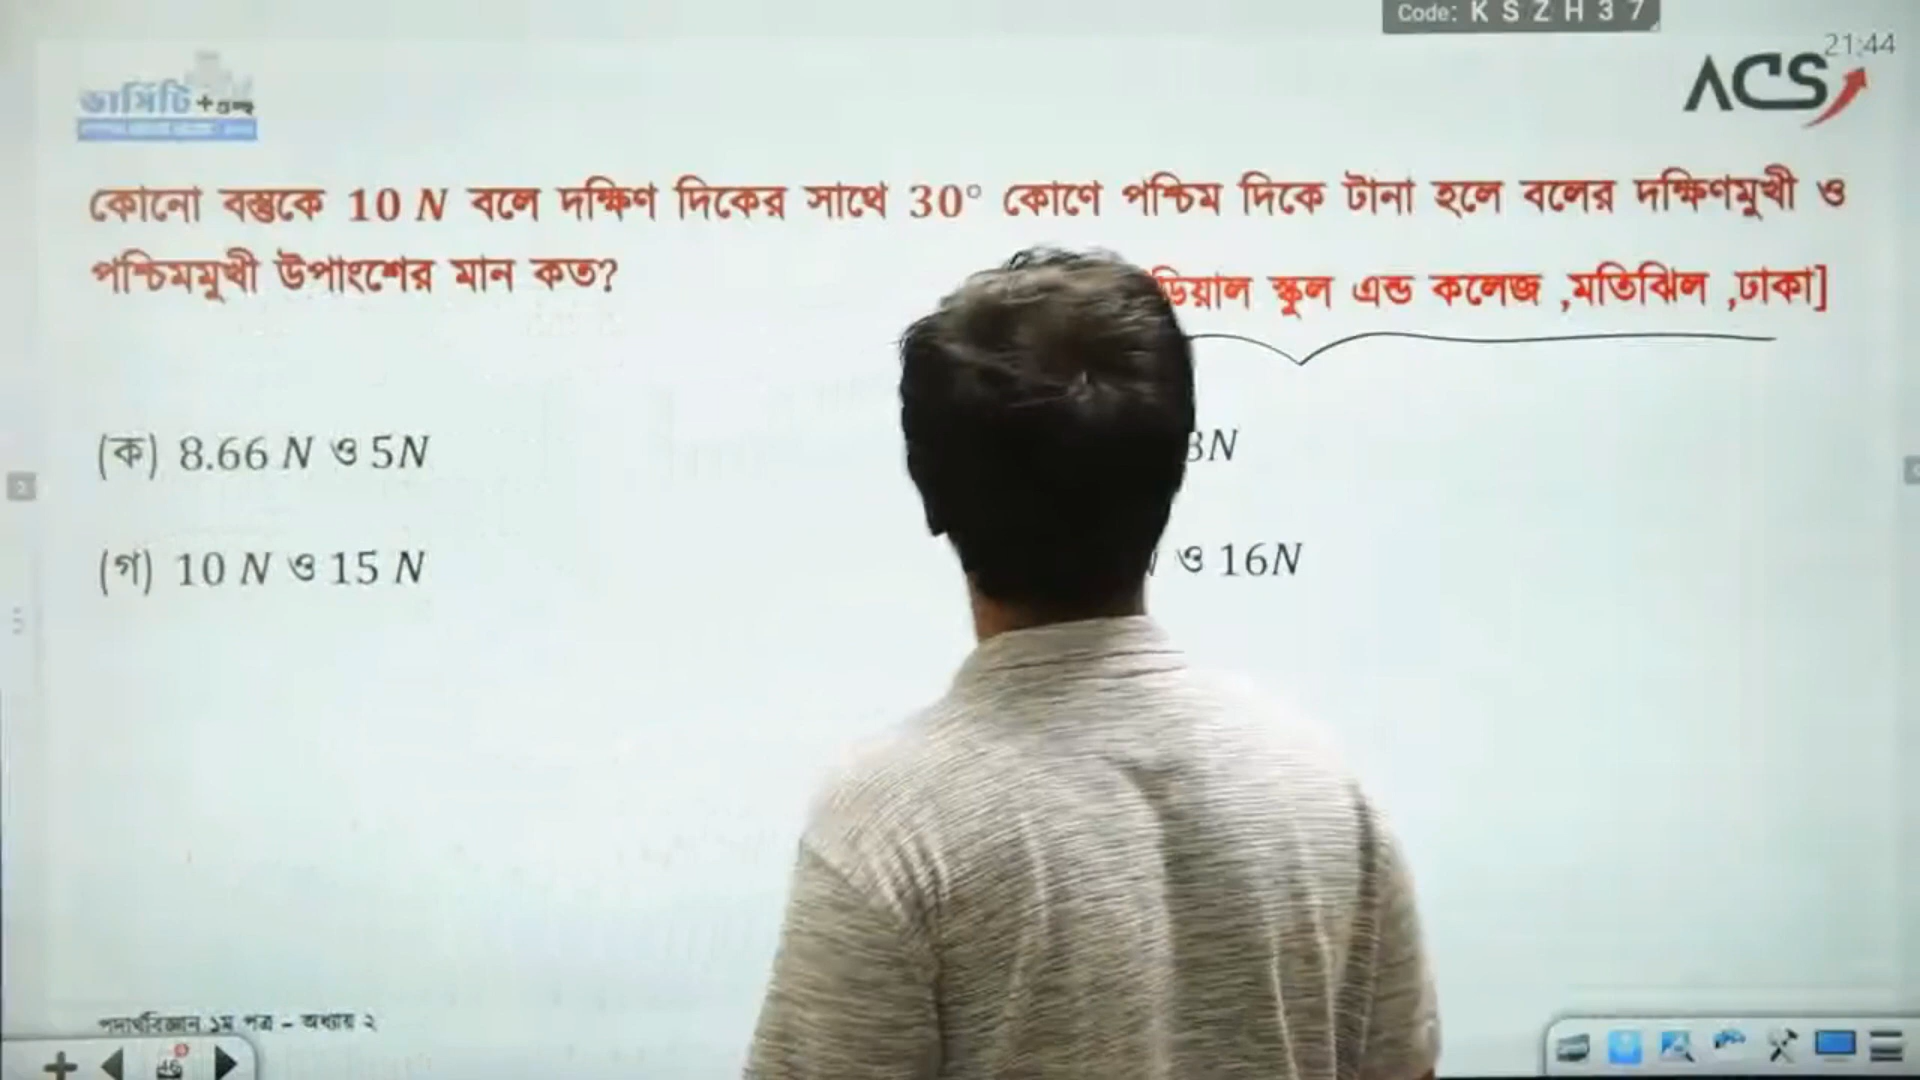 Code: K S Z H 3 7
21:44
ভার্সিটি +
ACS
কোনো বস্তুকে 10 N বলে দক্ষিণ দিকের সাথে 30° কোণে পশ্চিম দিকে টানা হলে বলের দক্ষিণমুখী ও
পশ্চিমমুখী উপাংশের মান কত?
ডিয়াল স্কুল এন্ড কলেজ ,মতিঝিল ,ঢাকা]
(ক) 8.66 N ও 5N
3N
(গ) 10 N ও 15 N
ও 16N
পদার্থবিজ্ঞান ১ম পত্র – অধ্যায় ২
46